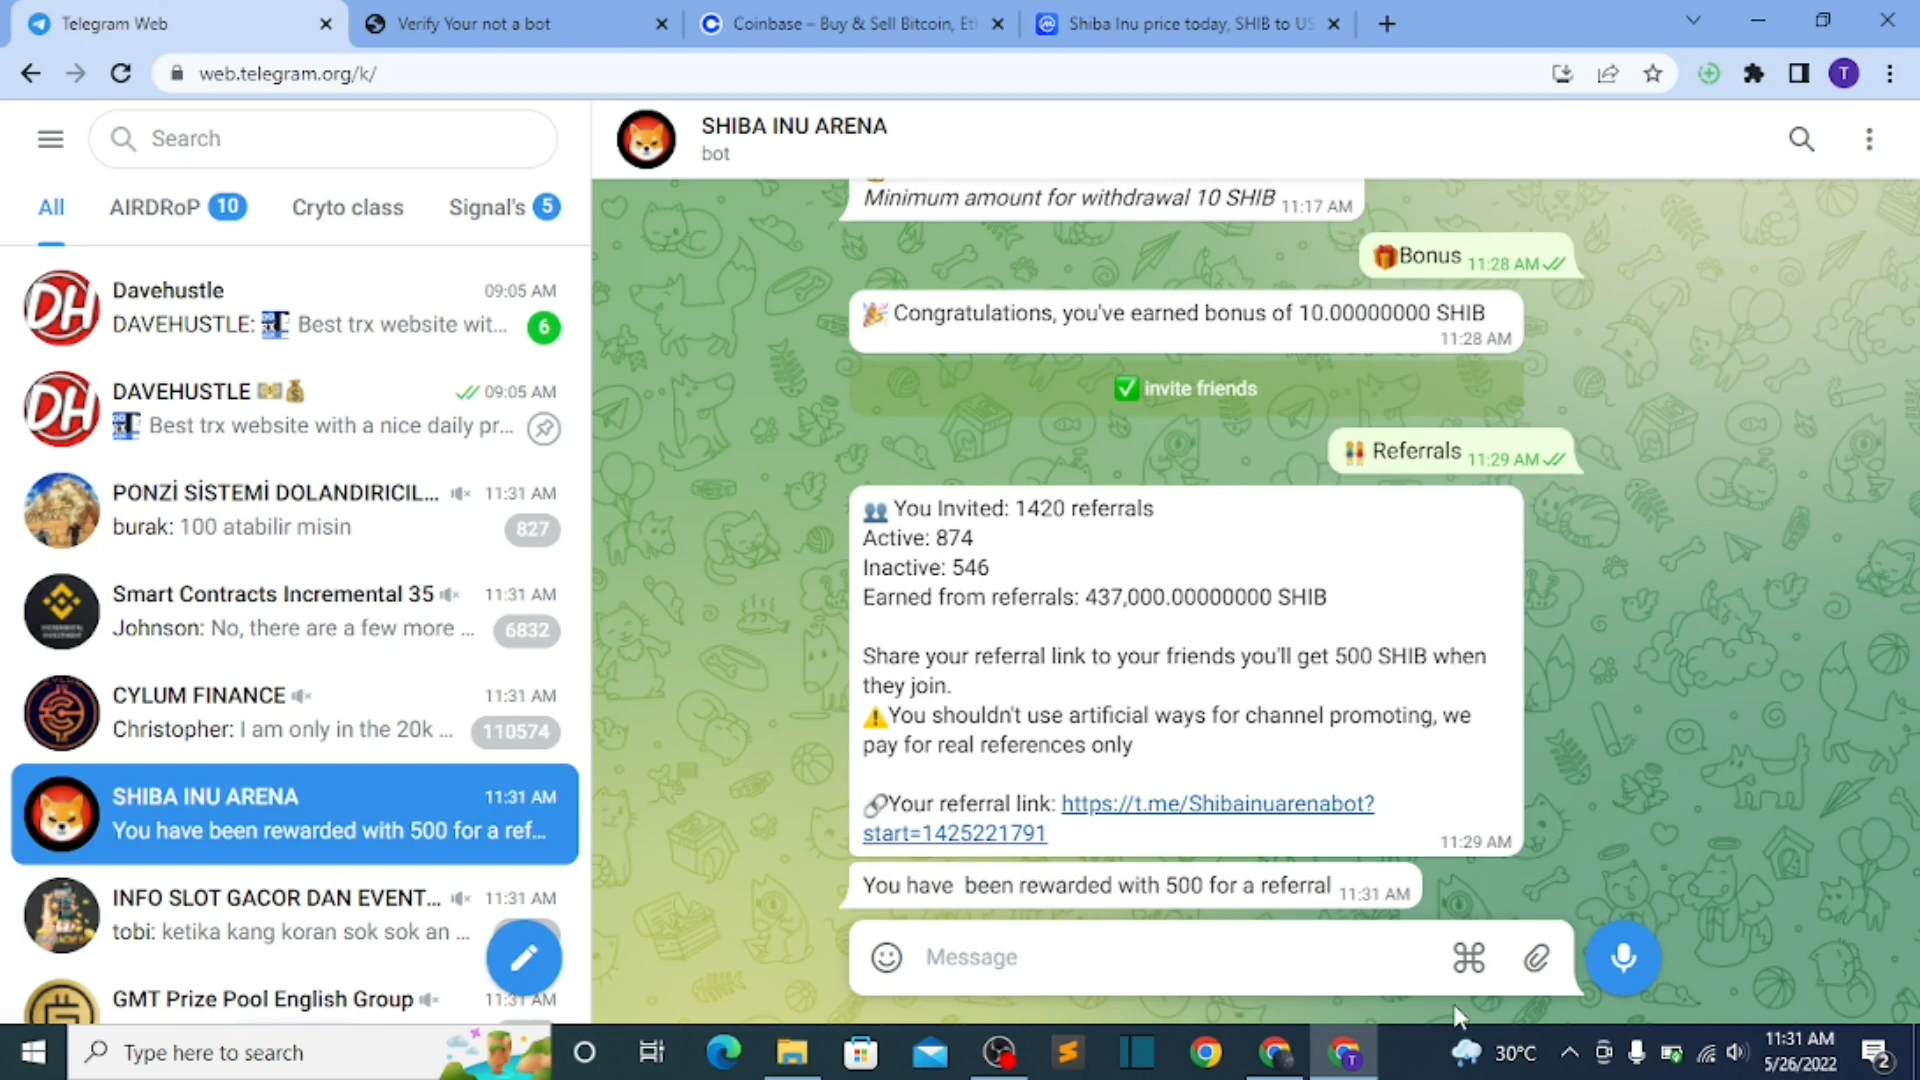 Telegram Web
Verify Your not a bot
Coinbase – Buy & Sell Bitcoin, Et
Shiba Inu price today, SHIB to US
web.telegram.org/k/
T
Search
SHIBA INU ARENA
bot
All
AIRDRoP 10
Cryto class
Signal's 5
Davehustle
09:05 AM
DAVEHUSTLE: Best trx website wit...
6
DAVEHUSTLE
09:05 AM
Best trx website with a nice daily pr...
PONZİ SİSTEMİ DOLANDIRICIL...
11:31 AM
burak: 100 atabilir misin
827
Smart Contracts Incremental 35
11:31 AM
Johnson: No, there are a few more ...
6832
CYLUM FINANCE
11:31 AM
Christopher: I am only in the 20k ...
110574
SHIBA INU ARENA
11:31 AM
You have been rewarded with 500 for a ref...
INFO SLOT GACOR DAN EVENT...
11:31 AM
tobi: ketika kang koran sok sok an ...
GMT Prize Pool English Group
11:31 AM
Minimum amount for withdrawal 10 SHIB 11:17 AM
🎁Bonus 11:28 AM
🎉 Congratulations, you've earned bonus of 10.00000000 SHIB
11:28 AM
✅ invite friends
👭 Referrals 11:29 AM
👥 You Invited: 1420 referrals
Active: 874
Inactive: 546
Earned from referrals: 437,000.00000000 SHIB
Share your referral link to your friends you'll get 500 SHIB when
they join.
⚠️You shouldn't use artificial ways for channel promoting, we
pay for real references only
🔗Your referral link: https://t.me/Shibainuarenabot?
start=1425221791
11:29 AM
You have been rewarded with 500 for a referral 11:31 AM
Message
Type here to search
30°C
11:31 AM
5/26/2022
2